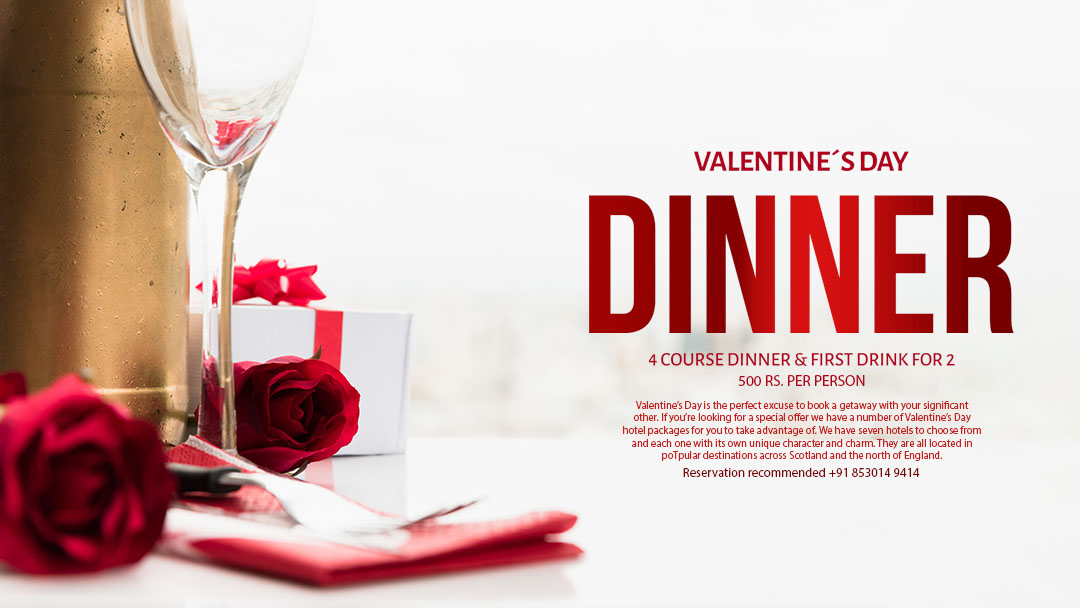 VALENTINE´S DAY
DINNER
4 COURSE DINNER & FIRST DRINK FOR 2
500 RS. PER PERSON
Valentine's Day is the perfect excuse to book a getaway with your significant
other. If you're looking for a special offer we have a number of Valentine's Day
hotel packages for you to take advantage of. We have seven hotels to choose from
and each one with its own unique character and charm. They are all located in
poTpular destinations across Scotland and the north of England.
Reservation recommended +91 853014 9414